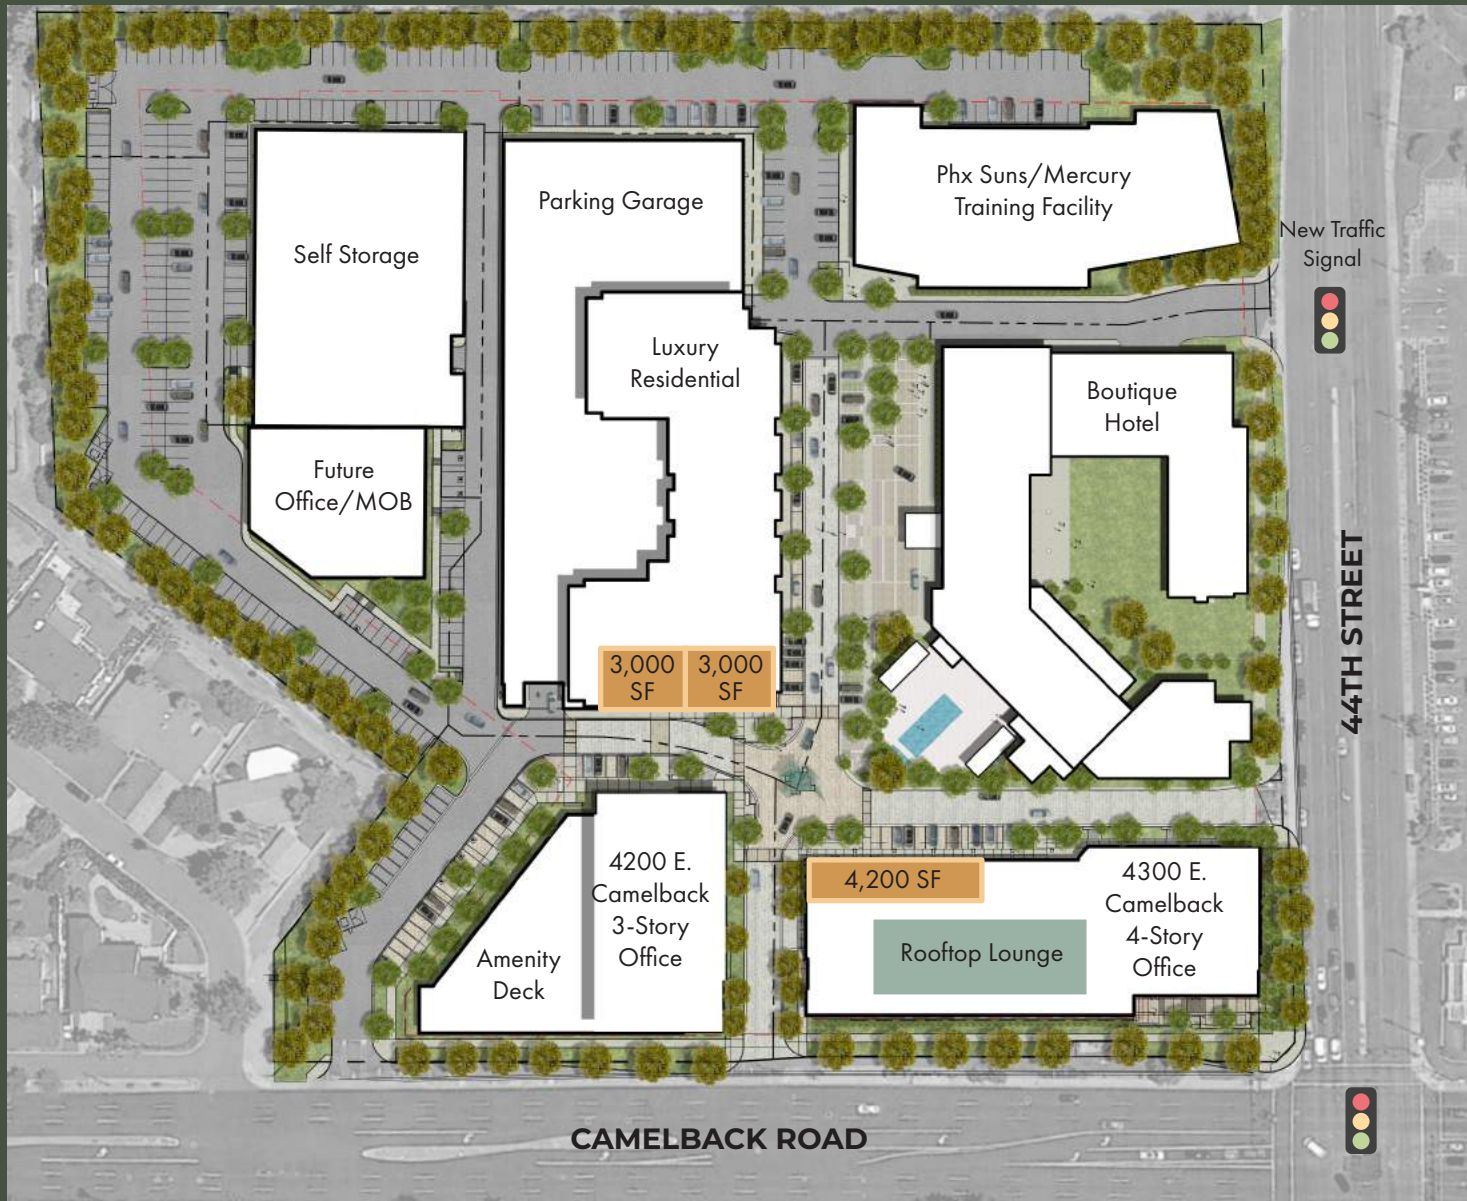 Parking Garage
Phx Suns/Mercury
Training Facility
Self Storage
New Traffic
Signal
Luxury
Residential
Boutique
Hotel
Future
Office/MOB
44TH STREET
3,000
SF
3,000
SF
4200 E.
Camelback
3-Story
Office
Amenity
Deck
4,200 SF
Rooftop Lounge
4300 E.
Camelback
4-Story
Office
CAMELBACK ROAD